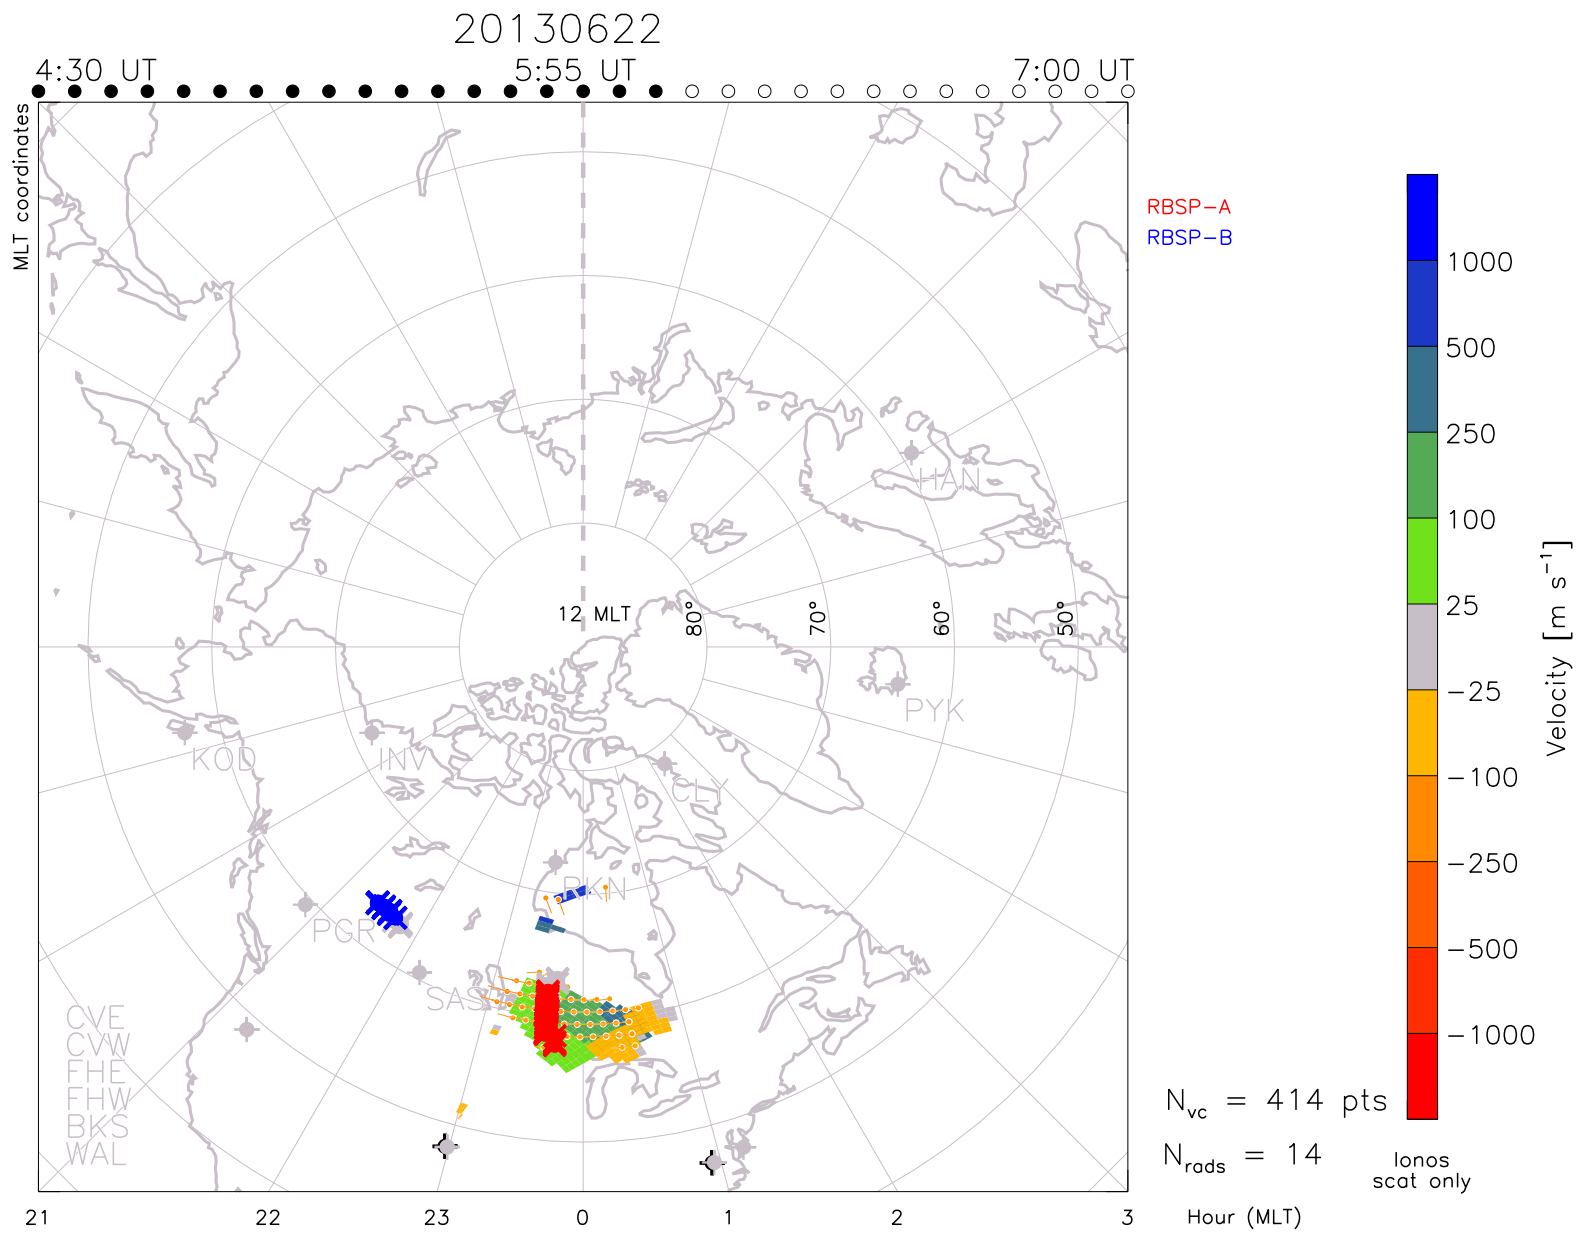 20130622
4:30 UT 5:55 UT 7:00 UT
MLT coordinates
RBSP-A
RBSP-B
1000
500
250
100
25
-25
-100
-250
-500
-1000
Velocity [m s⁻¹]
HAN
12 MLT 80° 70° 60° 50°
PYK
KOD INV
CLY
RKN
PGR
SAS
CVE
CVW
FHE
FHW
BKS
WAL
Nvc = 414 pts
Nrads = 14
Ionos
scat only
21 22 23 0 1 2 3 Hour (MLT)